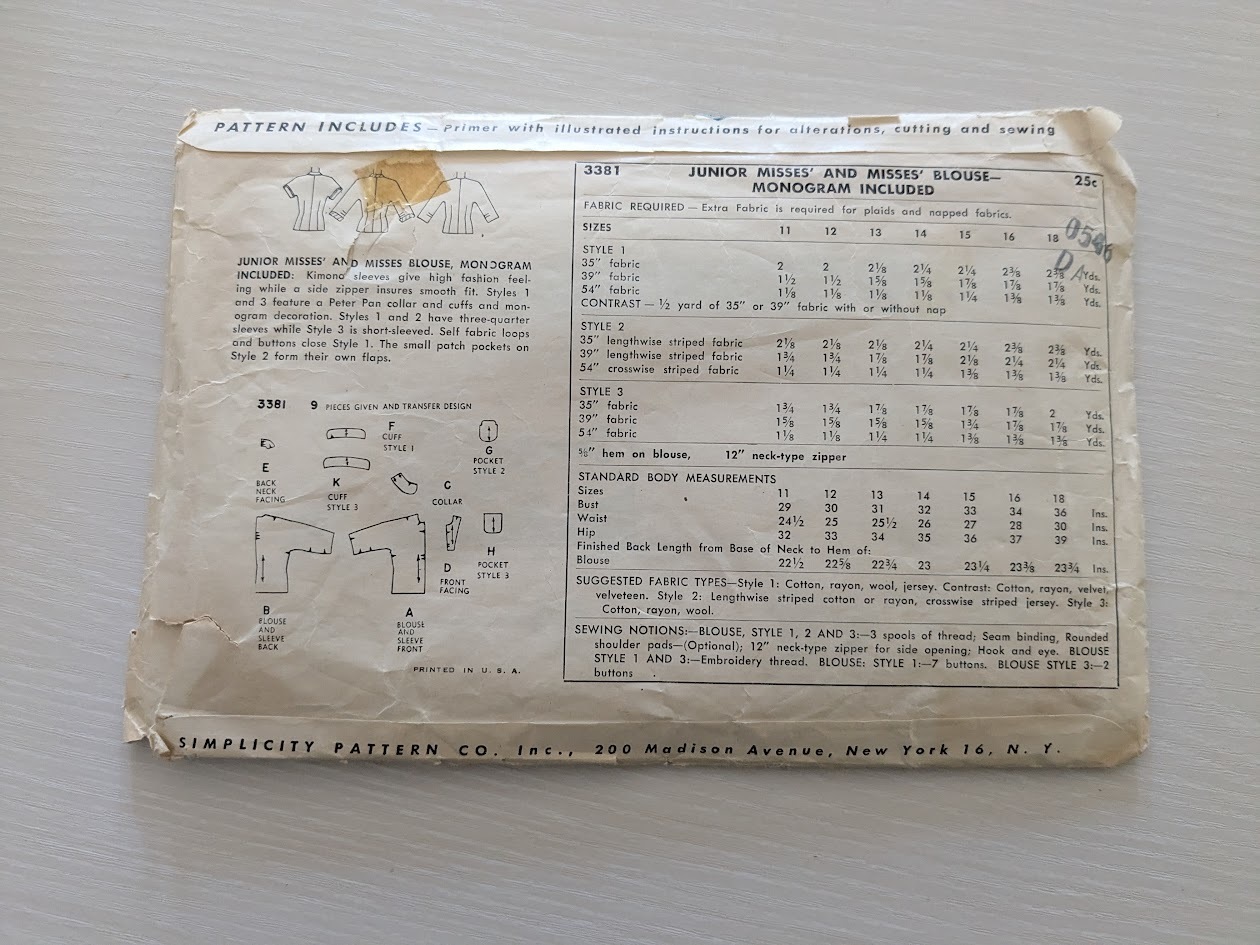 PATTERN INCLUDES — Primer with illustrated instructions for alterations, cutting and sewing
JUNIOR MISSES' AND MISSES BLOUSE, MONOGRAM
INCLUDED: Kimono sleeves give high fashion feel-
ing while a side zipper insures smooth fit. Styles 1
and 3 feature a Peter Pan collar and cuffs and mon-
ogram decoration. Styles 1 and 2 have three-quarter
sleeves while Style 3 is short-sleeved. Self fabric loops
and buttons close Style 1. The small patch pockets on
Style 2 form their own flaps.
3381 9 PIECES GIVEN AND TRANSFER DESIGN
E
BACK
NECK
FACING
F
CUFF
STYLE 1
K
CUFF
STYLE 3
G
POCKET
STYLE 2
C
COLLAR
B
BLOUSE
AND
SLEEVE
BACK
A
BLOUSE
AND
SLEEVE
FRONT
D
FRONT
FACING
H
POCKET
STYLE 3
PRINTED IN U. S. A.
3381 JUNIOR MISSES' AND MISSES' BLOUSE— 25c
MONOGRAM INCLUDED
FABRIC REQUIRED — Extra Fabric is required for plaids and napped fabrics.
SIZES 11 12 13 14 15 16 18
STYLE 1
35" fabric 2 2 2⅛ 2¼ 2¼ 2⅜ 2⅜ Yds.
39" fabric 1½ 1½ 1⅝ 1⅝ 1⅞ 1⅞ 1⅞ Yds.
54" fabric 1⅛ 1⅛ 1⅛ 1⅛ 1¼ 1⅜ 1⅜ Yds.
CONTRAST — ½ yard of 35" or 39" fabric with or without nap
STYLE 2
35" lengthwise striped fabric 2⅛ 2⅛ 2⅛ 2¼ 2¼ 2⅜ 2⅜ Yds.
39" lengthwise striped fabric 1¾ 1¾ 1⅞ 1⅞ 2⅛ 2¼ 2¼ Yds.
54" crosswise striped fabric 1¼ 1¼ 1¼ 1¼ 1⅜ 1⅜ 1⅜ Yds.
STYLE 3
35" fabric 1¾ 1¾ 1⅞ 1⅞ 1⅞ 1⅞ 2 Yds.
39" fabric 1⅝ 1⅝ 1⅝ 1⅝ 1¾ 1⅞ 1⅞ Yds.
54" fabric 1⅛ 1⅛ 1¼ 1¼ 1⅜ 1⅜ 1⅜ Yds.
⅝" hem on blouse, 12" neck-type zipper
STANDARD BODY MEASUREMENTS
Sizes 11 12 13 14 15 16 18
Bust 29 30 31 32 33 34 36 Ins.
Waist 24½ 25 25½ 26 27 28 30 Ins.
Hip 32 33 34 35 36 37 39 Ins.
Finished Back Length from Base of Neck to Hem of:
Blouse 22½ 22⅝ 22¾ 23 23¼ 23⅜ 23¾ Ins.
SUGGESTED FABRIC TYPES—Style 1: Cotton, rayon, wool, jersey. Contrast: Cotton, rayon, velvet,
velveteen. Style 2: Lengthwise striped cotton or rayon, crosswise striped jersey. Style 3:
Cotton, rayon, wool.
SEWING NOTIONS:—BLOUSE, STYLE 1, 2 AND 3:—3 spools of thread; Seam binding, Rounded
shoulder pads—(Optional); 12" neck-type zipper for side opening; Hook and eye. BLOUSE
STYLE 1 AND 3:—Embroidery thread. BLOUSE: STYLE 1:—7 buttons. BLOUSE STYLE 3:—2
buttons
SIMPLICITY PATTERN CO. Inc., 200 Madison Avenue, New York 16, N. Y.